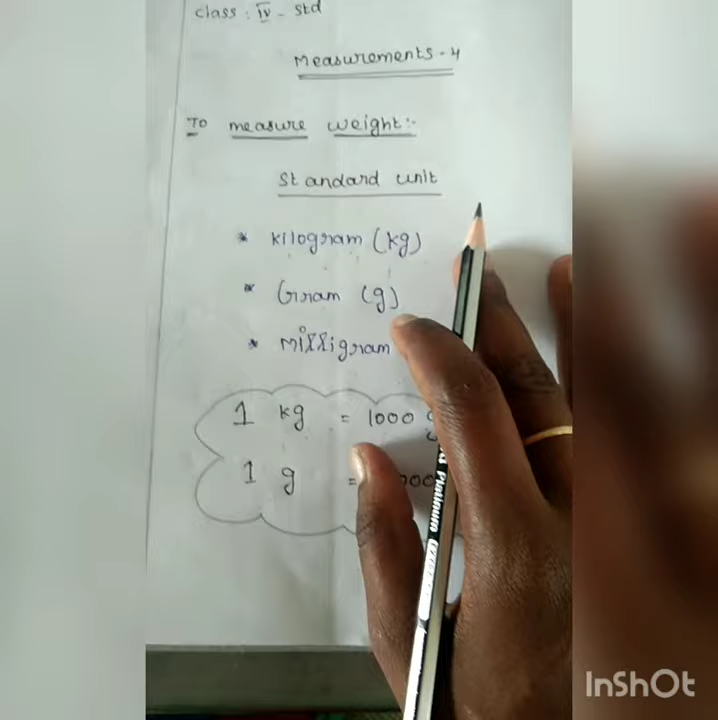 class : IV - std
Measurements - 4
To measure weight:-
Standard unit
* kilogram (kg)
* Gram (g)
* Milligram
1 kg = 1000 g
1 g =
Platinum
InShOt